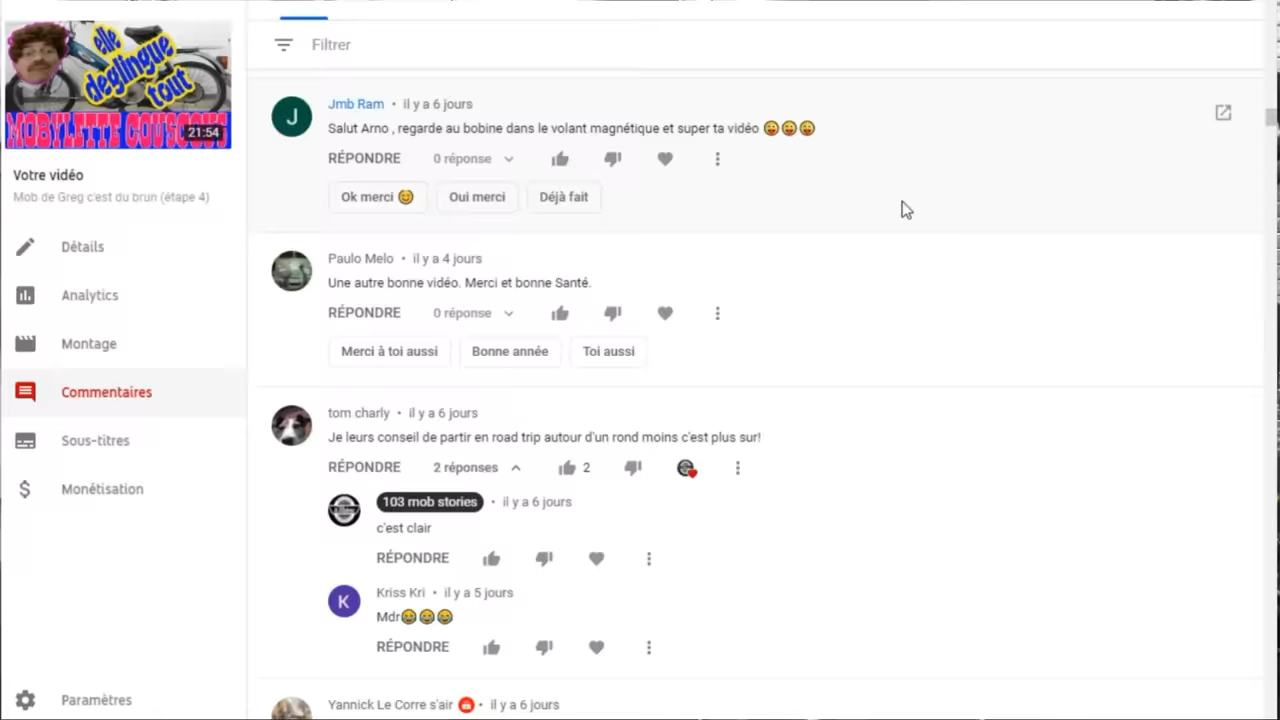 elle
deglingue
tout
MOBYLETTE COUSCOUS
21:54
Votre vidéo
Mob de Greg c'est du brun (étape 4)
Détails
Analytics
Montage
Commentaires
Sous-titres
Monétisation
Paramètres
Filtrer
J
Jmb Ram • il y a 6 jours
Salut Arno , regarde au bobine dans le volant magnétique et super ta vidéo 😛😛😛
RÉPONDRE 0 réponse
Ok merci 😊 Oui merci Déjà fait
Paulo Melo • il y a 4 jours
Une autre bonne vidéo. Merci et bonne Santé.
RÉPONDRE 0 réponse
Merci à toi aussi Bonne année Toi aussi
tom charly • il y a 6 jours
Je leurs conseil de partir en road trip autour d'un rond moins c'est plus sur!
RÉPONDRE 2 réponses 2
103 mob stories • il y a 6 jours
c'est clair
RÉPONDRE
K
Kriss Kri • il y a 5 jours
Mdr😂😂😂
RÉPONDRE
Yannick Le Corre s'air • il y a 6 jours